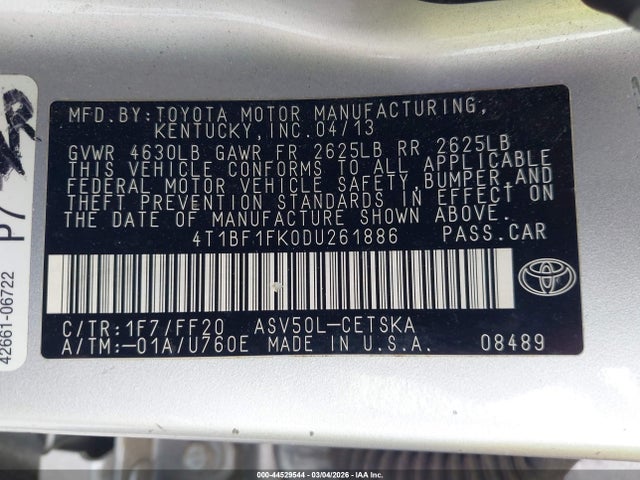 MFD.BY:TOYOTA MOTOR MANUFACTURING,
KENTUCKY,INC.04/13
GVWR 4630LB GAWR FR 2625LB RR 2625LB
THIS VEHICLE CONFORMS TO ALL APPLICABLE
FEDERAL MOTOR VEHICLE SAFETY,BUMPER,AND
THEFT PREVENTION STANDARDS IN EFFECT ON
THE DATE OF MANUFACTURE SHOWN ABOVE.
4T1BF1FK0DU261886 PASS.CAR
C/TR:1F7/FF20 ASV50L-CETSKA
A/TM:-01A/U760E MADE IN U.S.A. 08489
42661-06722
P7
000-44529544 - 03/04/2026 - IAA Inc.